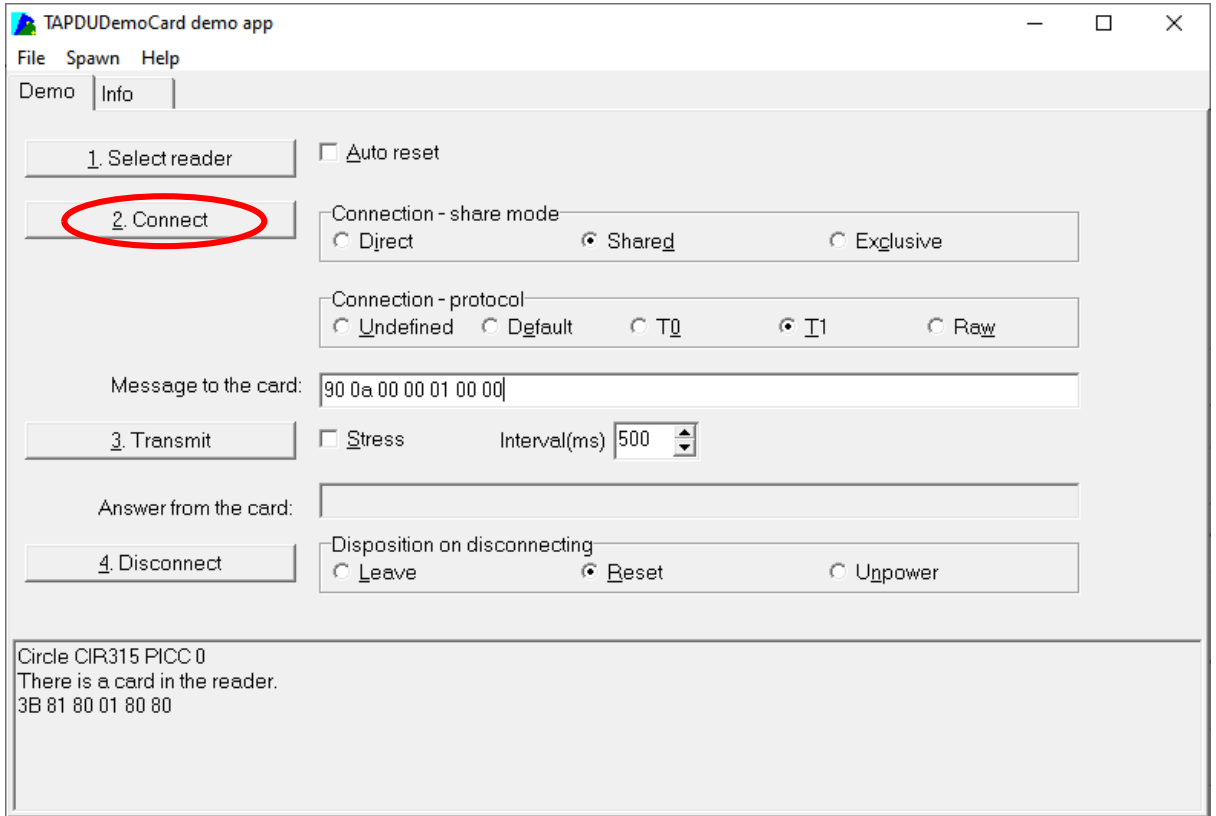 TAPDUDemoCard demo app
File Spawn Help
Demo Info
1. Select reader Auto reset
2. Connect Connection - share mode
Direct Shared Exclusive
Connection - protocol
Undefined Default T0 T1 Raw
Message to the card: 90 0a 00 00 01 00 00
3. Transmit Stress Interval(ms) 500
Answer from the card:
4. Disconnect Disposition on disconnecting
Leave Reset Unpower
Circle CIR315 PICC 0
There is a card in the reader.
3B 81 80 01 80 80